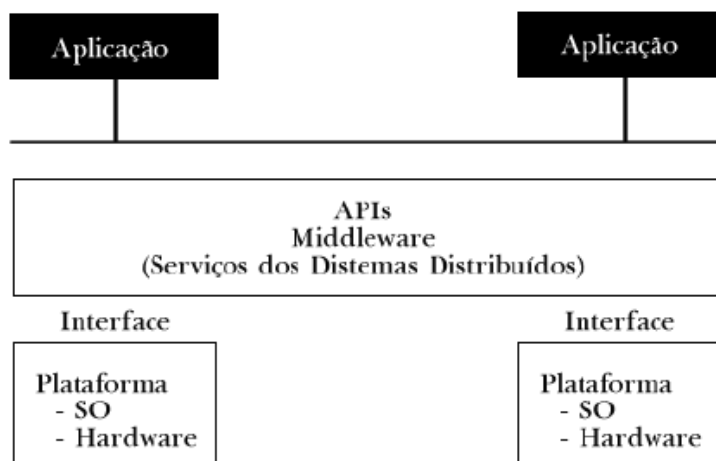 Aplicação
Aplicação
APIs
Middleware
(Serviços dos Distemas Distribuídos)
Interface
Interface
Plataforma
- SO
- Hardware
Plataforma
- SO
- Hardware